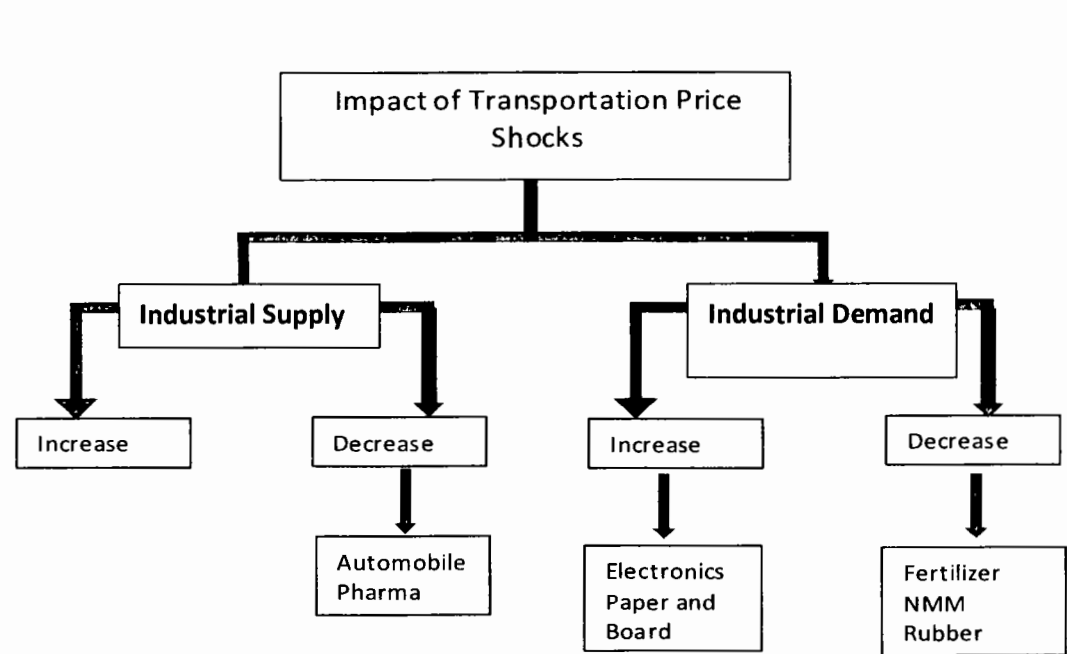 Impact of Transportation Price
Shocks
Industrial Supply
Industrial Demand
Increase
Decrease
Increase
Decrease
Automobile
Pharma
Electronics
Paper and
Board
Fertilizer
NMM
Rubber